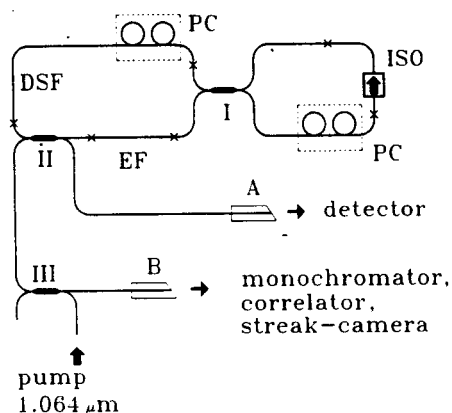 PC
ISO
DSF
I
PC
II
EF
A
detector
III
B
monochromator,
correlator,
streak-camera
pump
1.064 μm